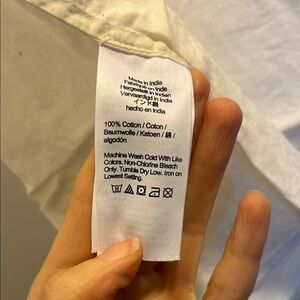 Made in India
Fabriqué en Inde
Hergestellt in Indien
Vervaardigd in India
インド製
hecho en India
100% Cotton / Coton /
Baumwolle / Katoen / 綿 /
algodón
Machine Wash Cold With Like
Colors. Non-Chlorine Bleach
Only. Tumble Dry Low. Iron on
Lowest Setting.